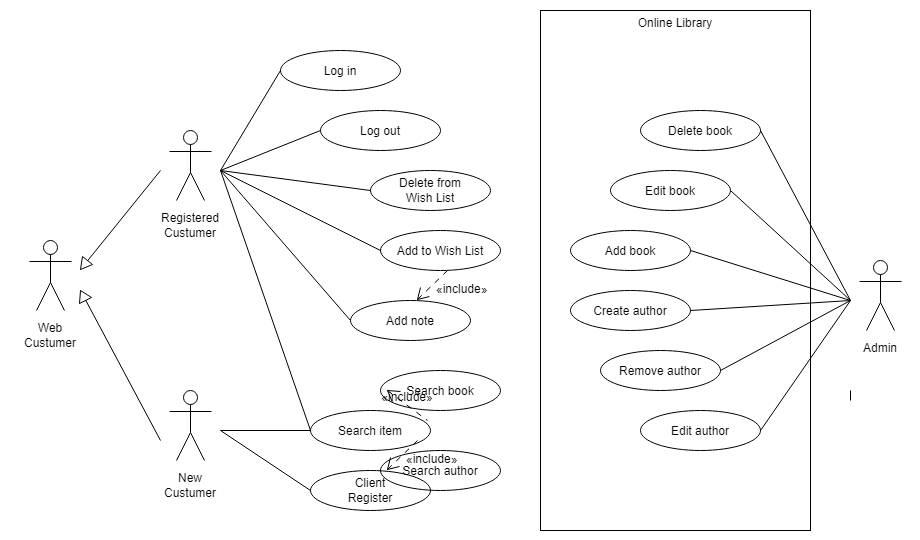 Online Library
Log in
Log out
Delete book
Delete from
Wish List
Edit book
Registered
Custumer
Add to Wish List
Add book
«include»
Create author
Add note
Web
Custumer
Admin
Remove author
Search book
«include»
Search item
Edit author
«include»
Search author
New
Custumer
Client
Register